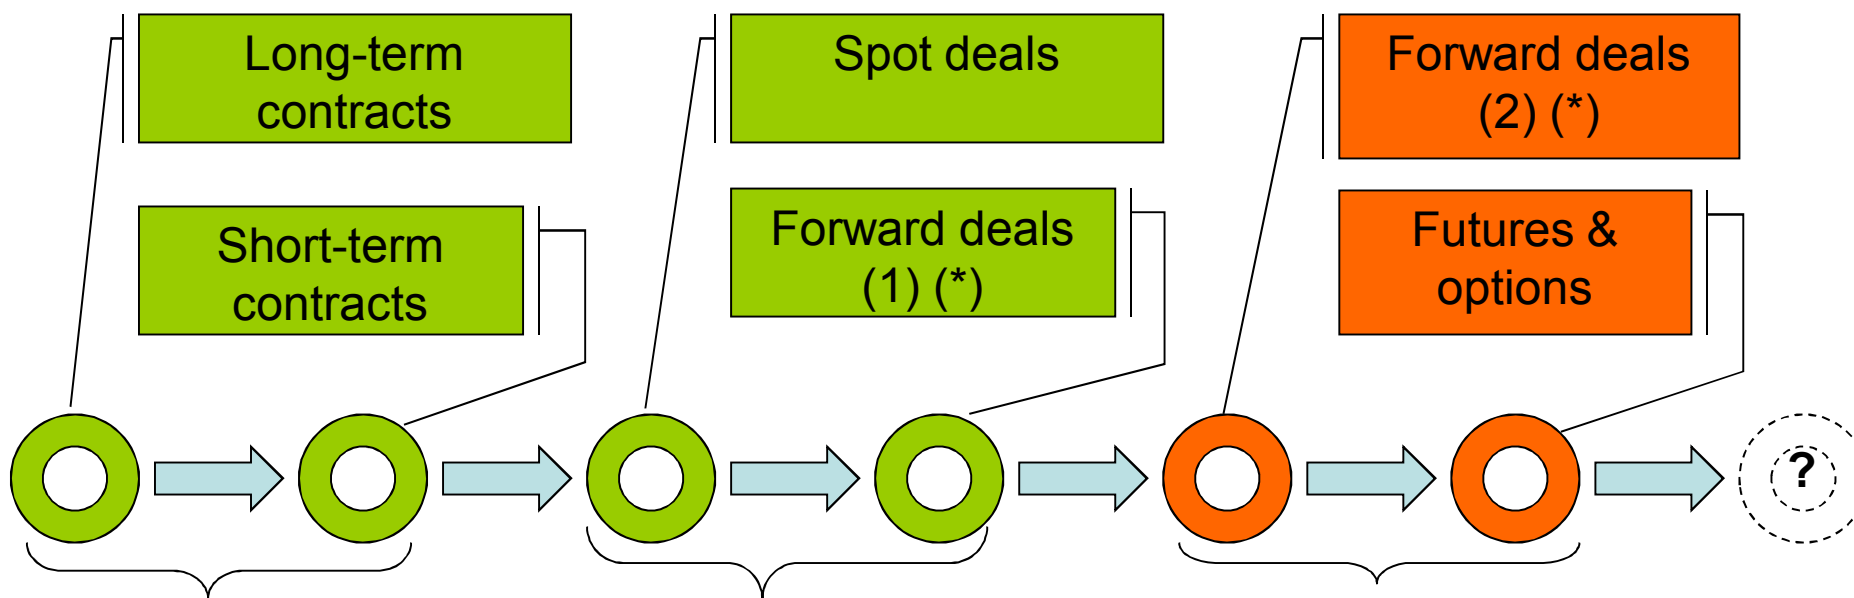 Long-term
contracts
Short-term
contracts
Spot deals
Forward deals
(1) (*)
Forward deals
(2) (*)
Futures &
options
?